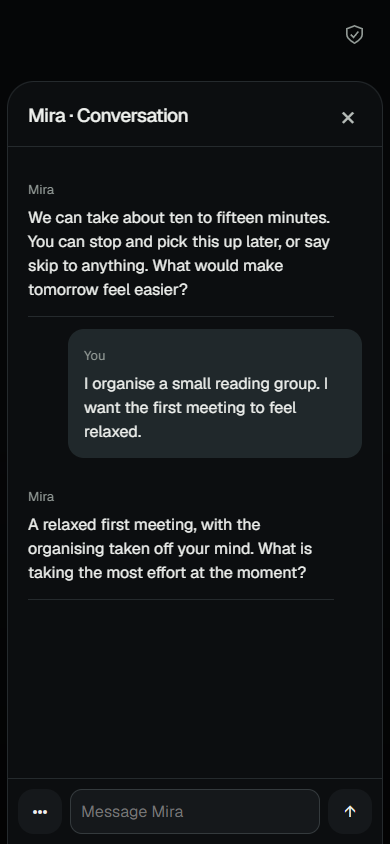 Mira · Conversation
Mira
We can take about ten to fifteen minutes.
You can stop and pick this up later, or say
skip to anything. What would make
tomorrow feel easier?
You
I organise a small reading group. I
want the first meeting to feel
relaxed.
Mira
A relaxed first meeting, with the
organising taken off your mind. What is
taking the most effort at the moment?
Message Mira